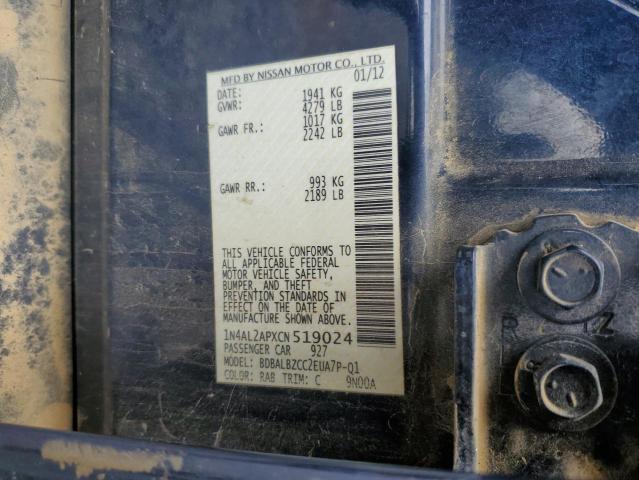 MFD BY NISSAN MOTOR CO., LTD.
DATE: 01/12
GVWR: 1941 KG
4279 LB
GAWR FR.: 1017 KG
2242 LB
GAWR RR.: 993 KG
2189 LB
THIS VEHICLE CONFORMS TO
ALL APPLICABLE FEDERAL
MOTOR VEHICLE SAFETY,
BUMPER, AND THEFT
PREVENTION STANDARDS IN
EFFECT ON THE DATE OF
MANUFACTURE SHOWN ABOVE.
1N4AL2APXCN 519024
PASSENGER CAR 927
MODEL: BDBALBZCC2EUA7P-Q1
COLOR: RAB TRIM: C 9N00A